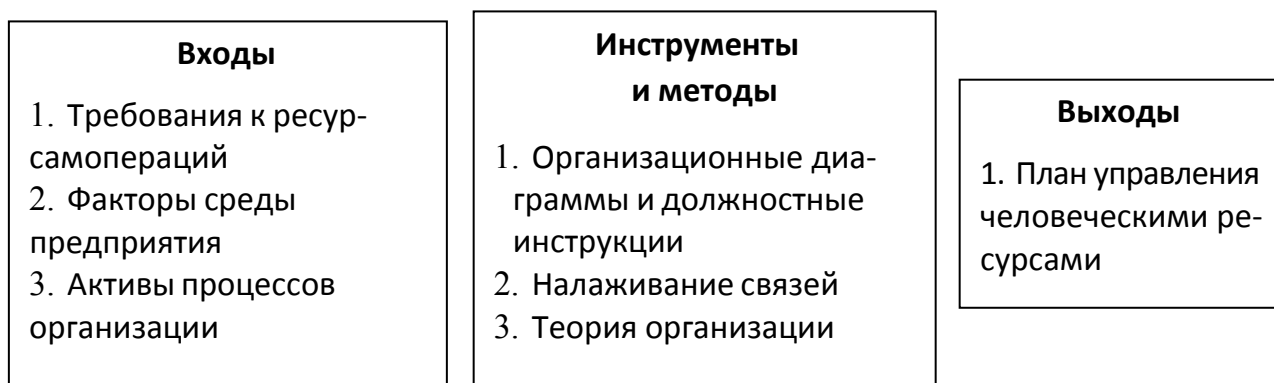 Входы
1. Требования к ресур-
самопераций
2. Факторы среды
предприятия
3. Активы процессов
организации
Инструменты
и методы
1. Организационные диа-
граммы и должностные
инструкции
2. Налаживание связей
3. Теория организации
Выходы
1. План управления
человеческими ре-
сурсами